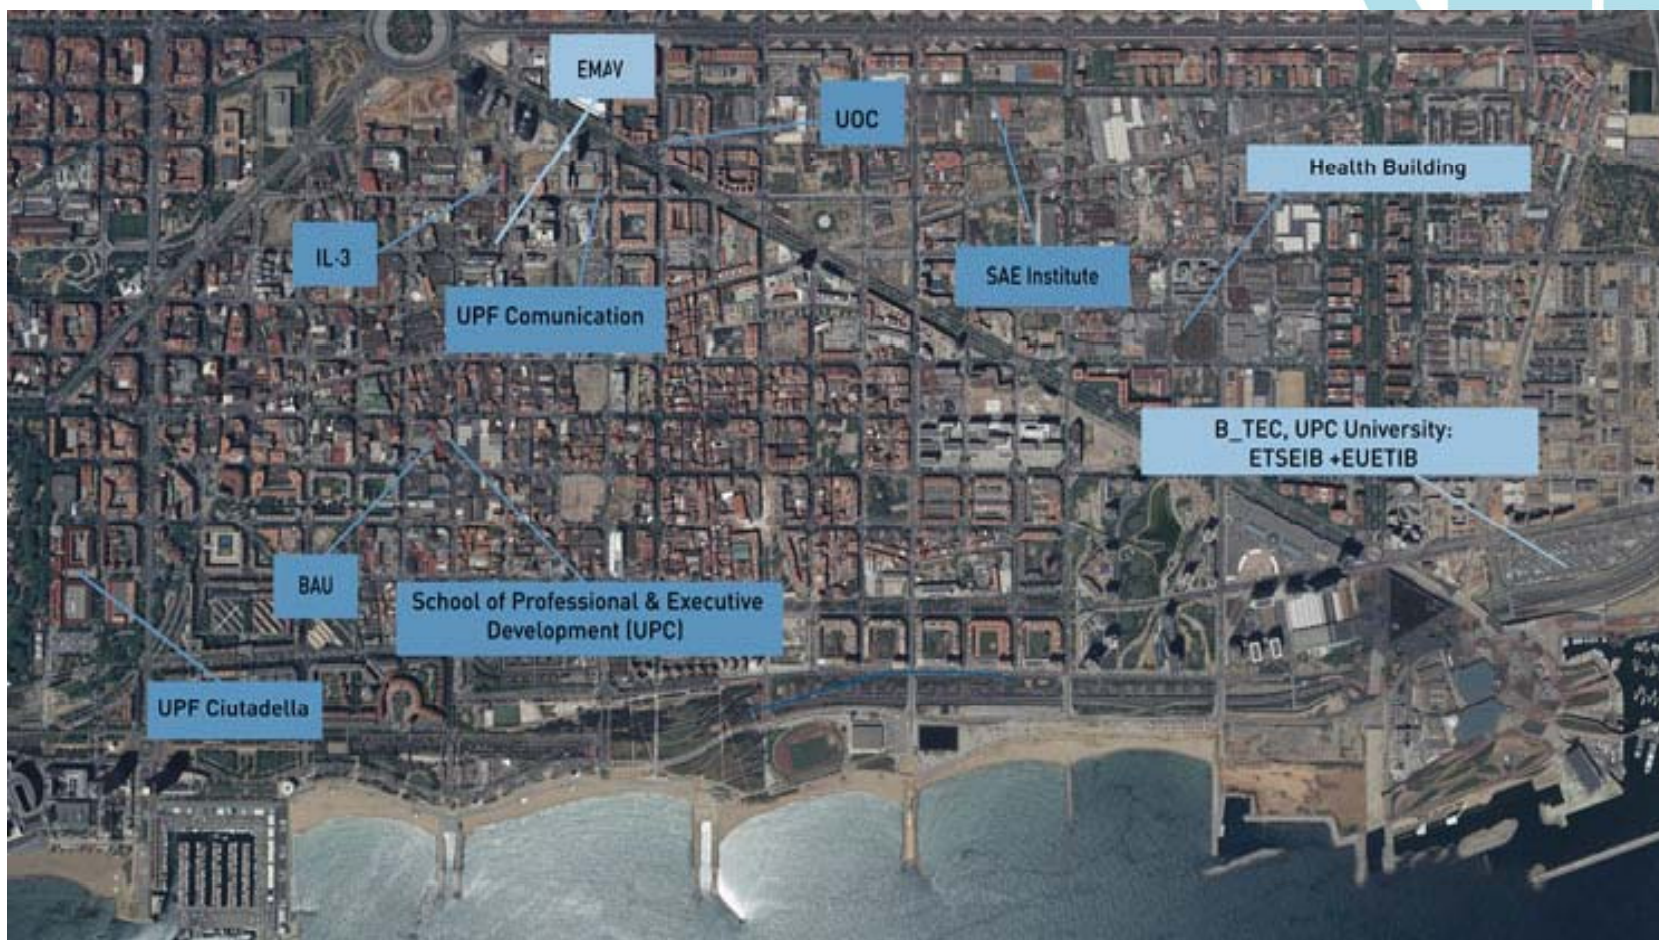 EMAV
UOC
Health Building
IL-3
SAE Institute
UPF Comunication
B_TEC, UPC University:
ETSEIB +EUETIB
BAU
School of Professional & Executive
Development (UPC)
UPF Ciutadella